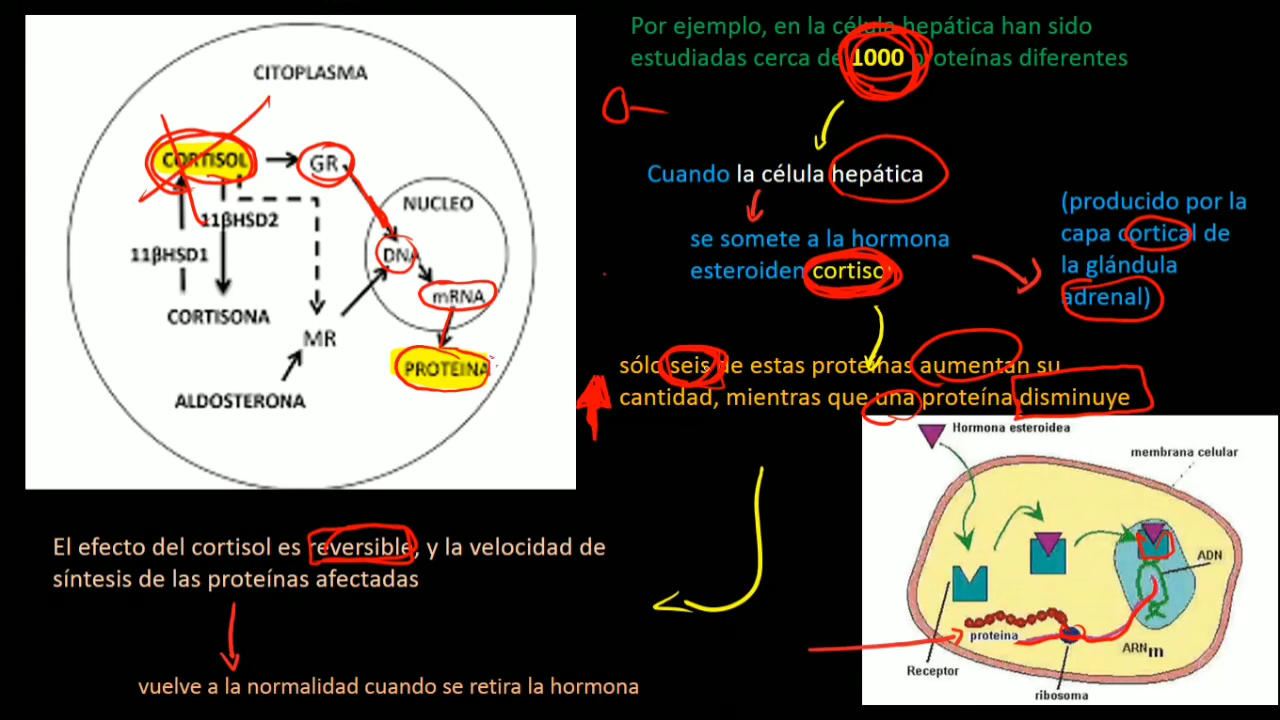 CITOPLASMA
CORTISOL
GR
NUCLEO
11βHSD2
11βHSD1
DNA
mRNA
CORTISONA
MR
PROTEINA
ALDOSTERONA
Por ejemplo, en la célula hepática han sido
estudiadas cerca de 1000 proteínas diferentes
Cuando la célula hepática
se somete a la hormona
esteroiden cortisol
(producido por la
capa cortical de
la glándula
adrenal)
sólo seis de estas proteínas aumentan su
cantidad, mientras que una proteína disminuye
El efecto del cortisol es reversible, y la velocidad de
síntesis de las proteínas afectadas
vuelve a la normalidad cuando se retira la hormona
Hormona esteroidea
membrana celular
ADN
proteina
ARNm
Receptor
ribosoma